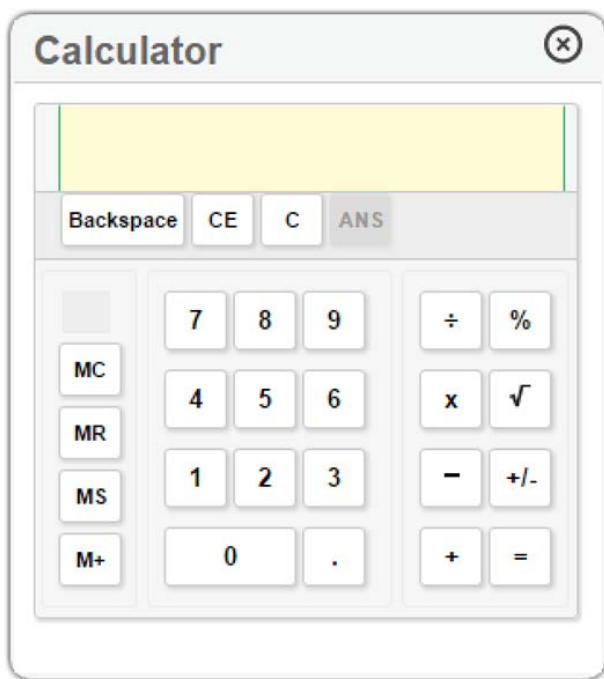 Calculator
Backspace CE C ANS
7 8 9 ÷ %
MC
4 5 6 x √
MR
1 2 3 − +/-
MS
M+ 0 . + =